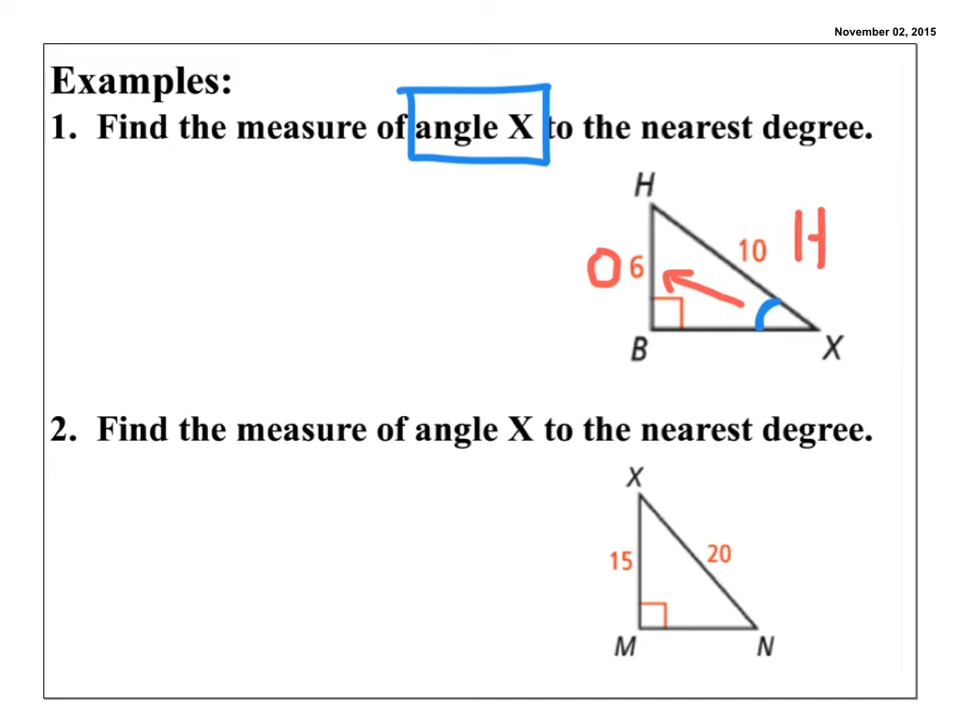 November 02, 2015
Examples:
1. Find the measure of angle X to the nearest degree.
H
H
10
O 6
B
X
2. Find the measure of angle X to the nearest degree.
X
15
20
M
N